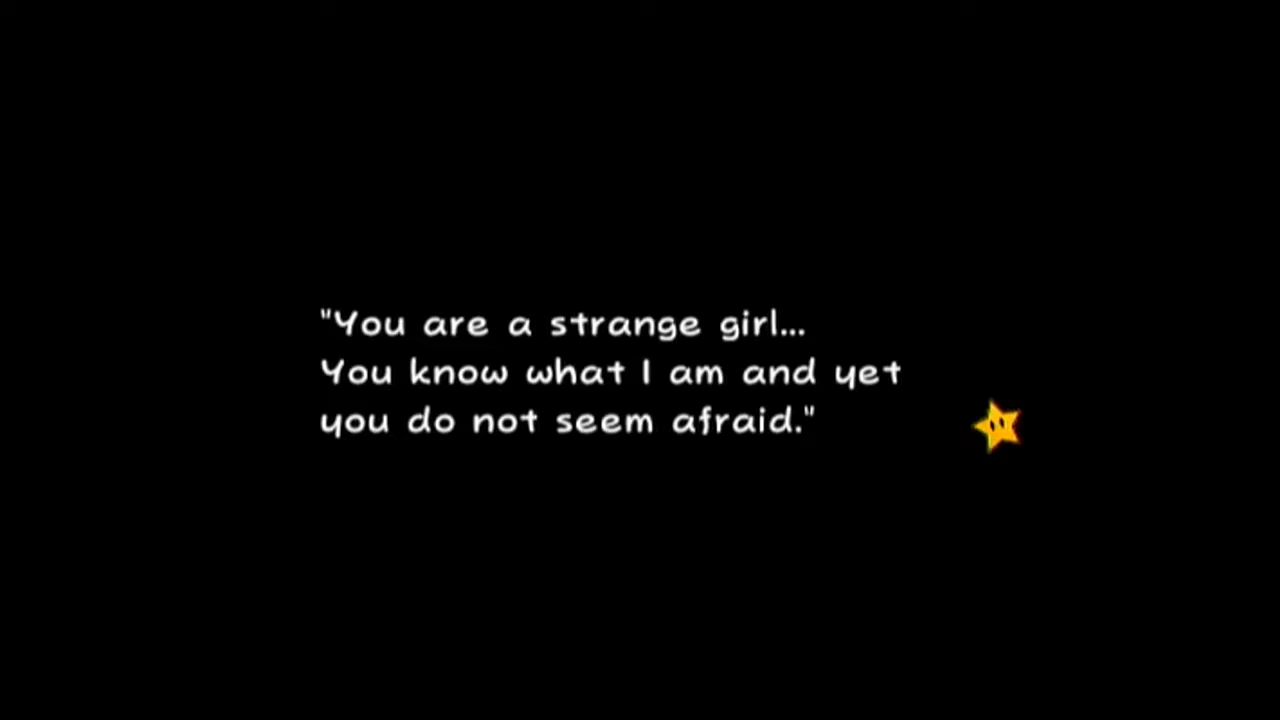 "You are a strange girl...
You know what I am and yet
you do not seem afraid."